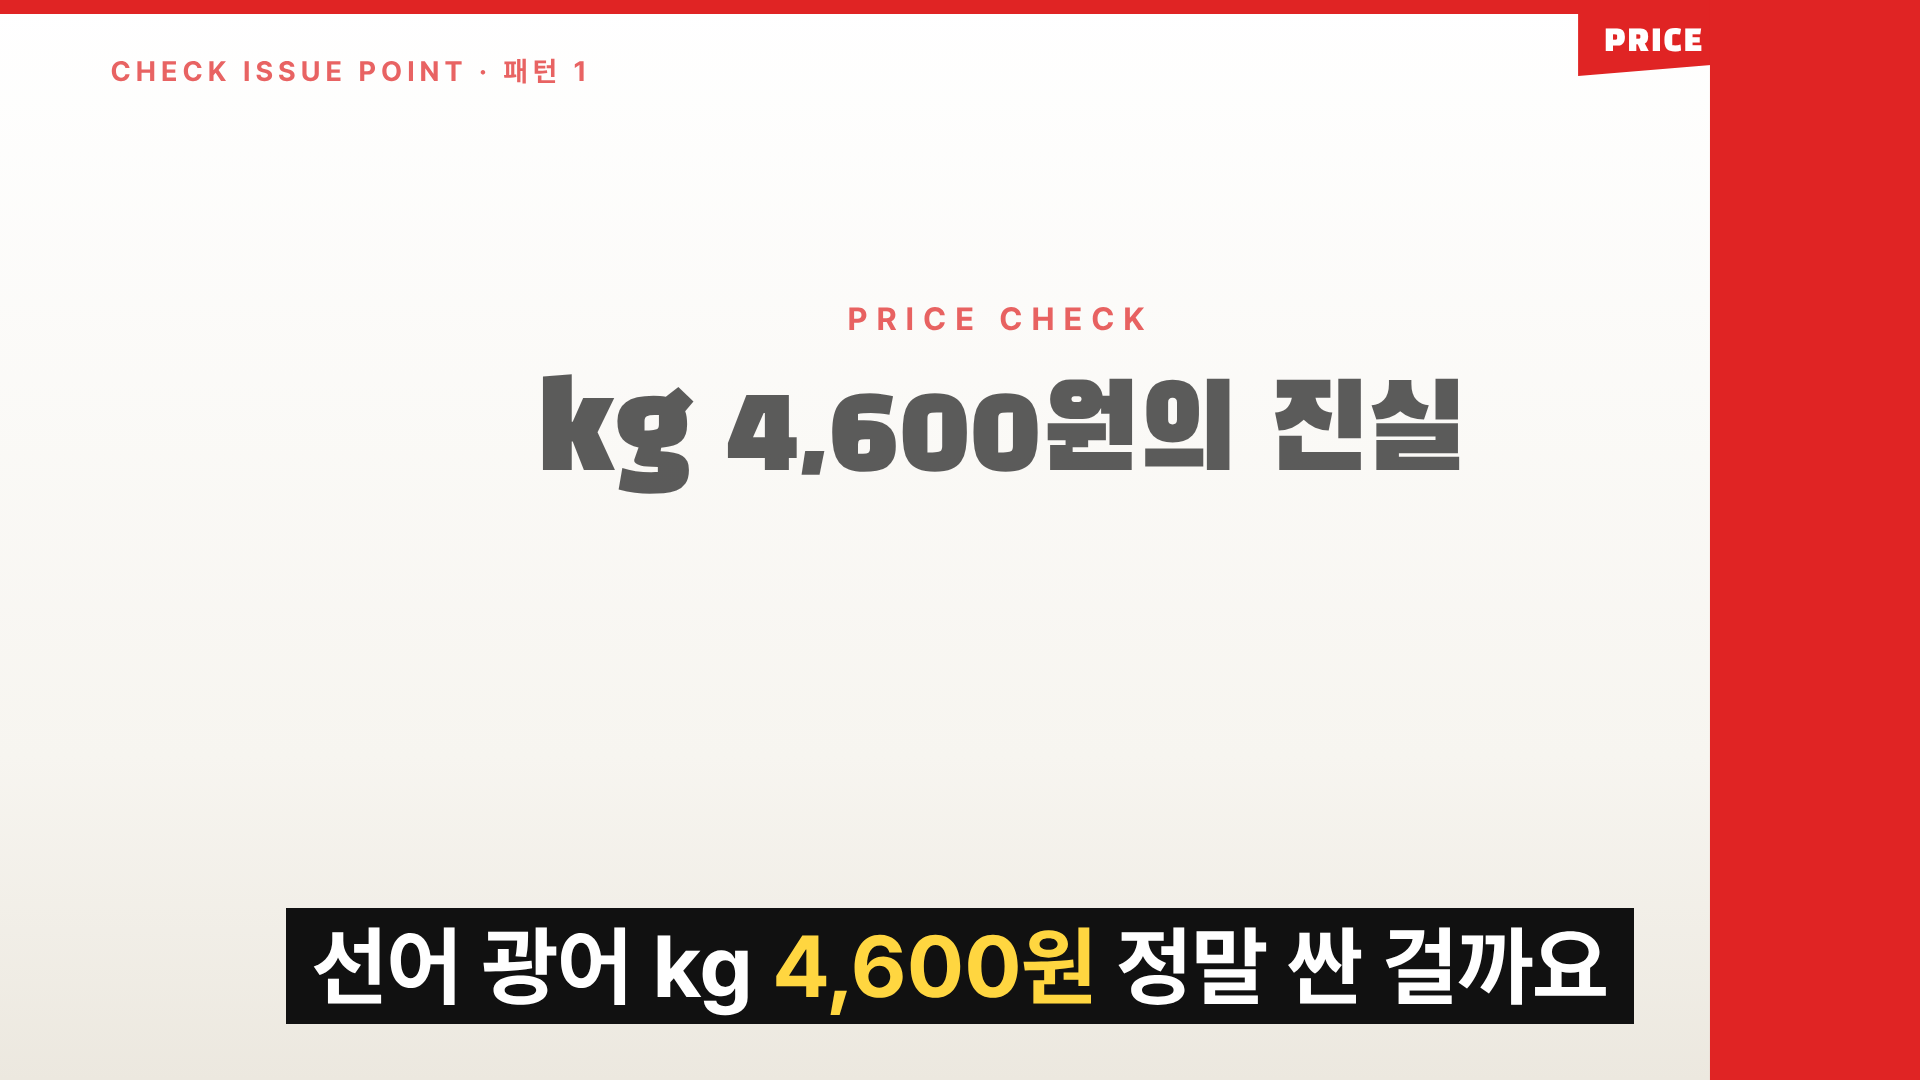 PRICE
CHECK ISSUE POINT · 패턴 1
PRICE CHECK
kg 4,600원의 진실
선어 광어 kg 4,600원 정말 싼 걸까요